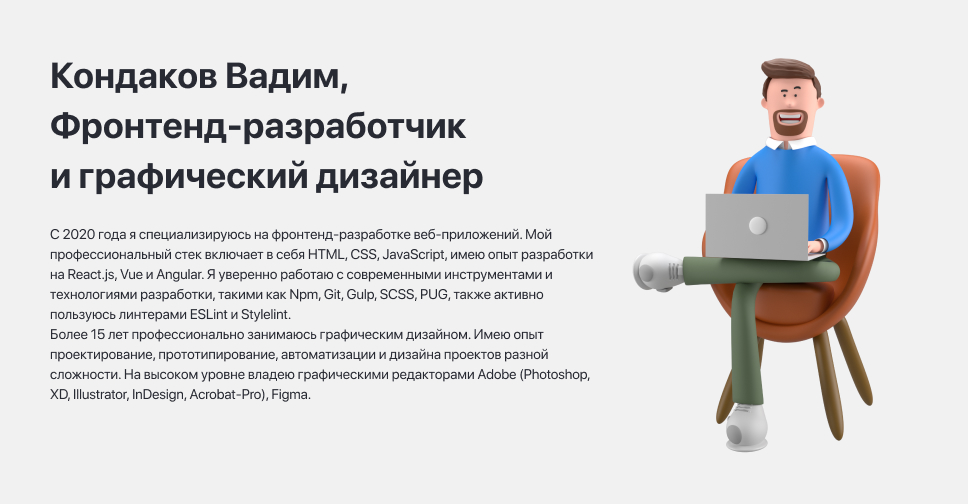 Кондаков Вадим,
Фронтенд-разработчик
и графический дизайнер
С 2020 года я специализируюсь на фронтенд-разработке веб-приложений. Мой
профессиональный стек включает в себя HTML, CSS, JavaScript, имею опыт разработки
на React.js, Vue и Angular. Я уверенно работаю с современными инструментами и
технологиями разработки, такими как Npm, Git, Gulp, SCSS, PUG, также активно
пользуюсь линтерами ESLint и Stylelint.
Более 15 лет профессионально занимаюсь графическим дизайном. Имею опыт
проектирование, прототипирование, автоматизации и дизайна проектов разной
сложности. На высоком уровне владею графическими редакторами Adobe (Photoshop,
XD, Illustrator, InDesign, Acrobat-Pro), Figma.